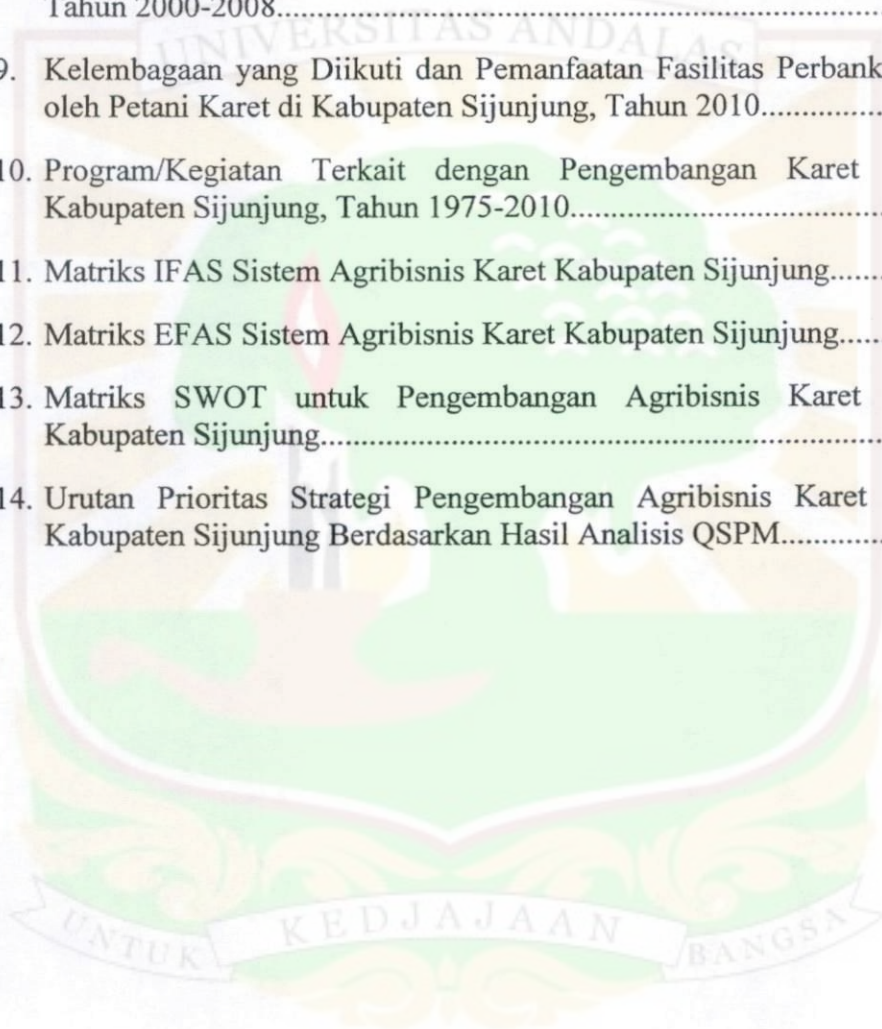 Tahun 2000-2008...............................................................................
UNIVERSITAS ANDALAS
9. Kelembagaan yang Diikuti dan Pemanfaatan Fasilitas Perbank
oleh Petani Karet di Kabupaten Sijunjung, Tahun 2010...............
10. Program/Kegiatan Terkait dengan Pengembangan Karet
Kabupaten Sijunjung, Tahun 1975-2010........................................
11. Matriks IFAS Sistem Agribisnis Karet Kabupaten Sijunjung.......
12. Matriks EFAS Sistem Agribisnis Karet Kabupaten Sijunjung.....
13. Matriks SWOT untuk Pengembangan Agribisnis Karet
Kabupaten Sijunjung.........................................................................
14. Urutan Prioritas Strategi Pengembangan Agribisnis Karet
Kabupaten Sijunjung Berdasarkan Hasil Analisis QSPM.............
UNTUK KEDJAJAAN BANGSA